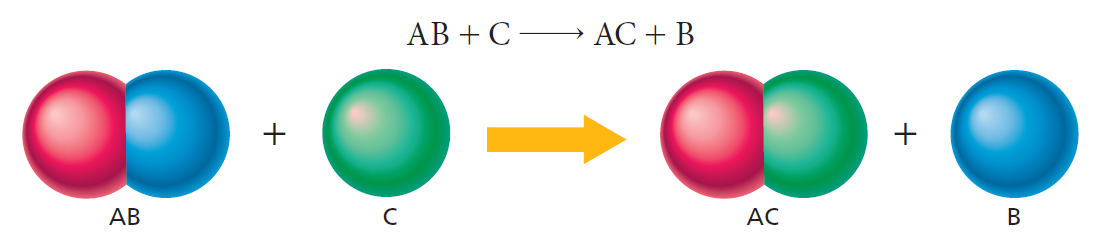 AB + C ⟶ AC + B
+ +
AB C AC B